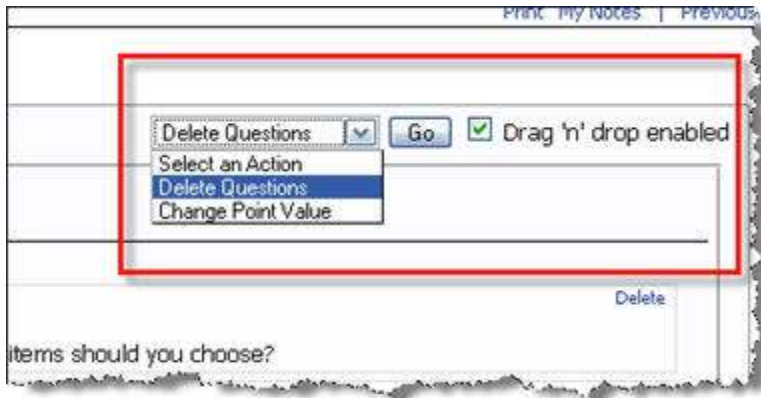 Print My Notes | Previous
Delete Questions Go Drag 'n' drop enabled
Select an Action
Delete Questions
Change Point Value
Delete
items should you choose?